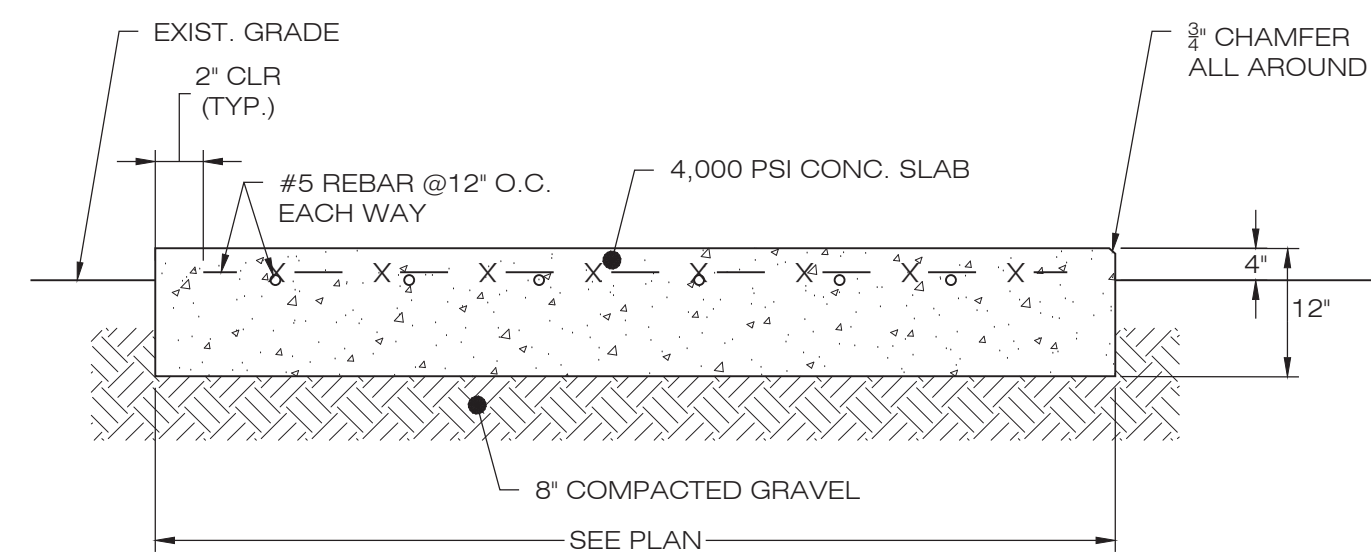 EXIST. GRADE
2" CLR
(TYP.)
#5 REBAR @12" O.C.
EACH WAY
4,000 PSI CONC. SLAB
3/4" CHAMFER
ALL AROUND
4"
12"
X X X X X X X X
8" COMPACTED GRAVEL
SEE PLAN